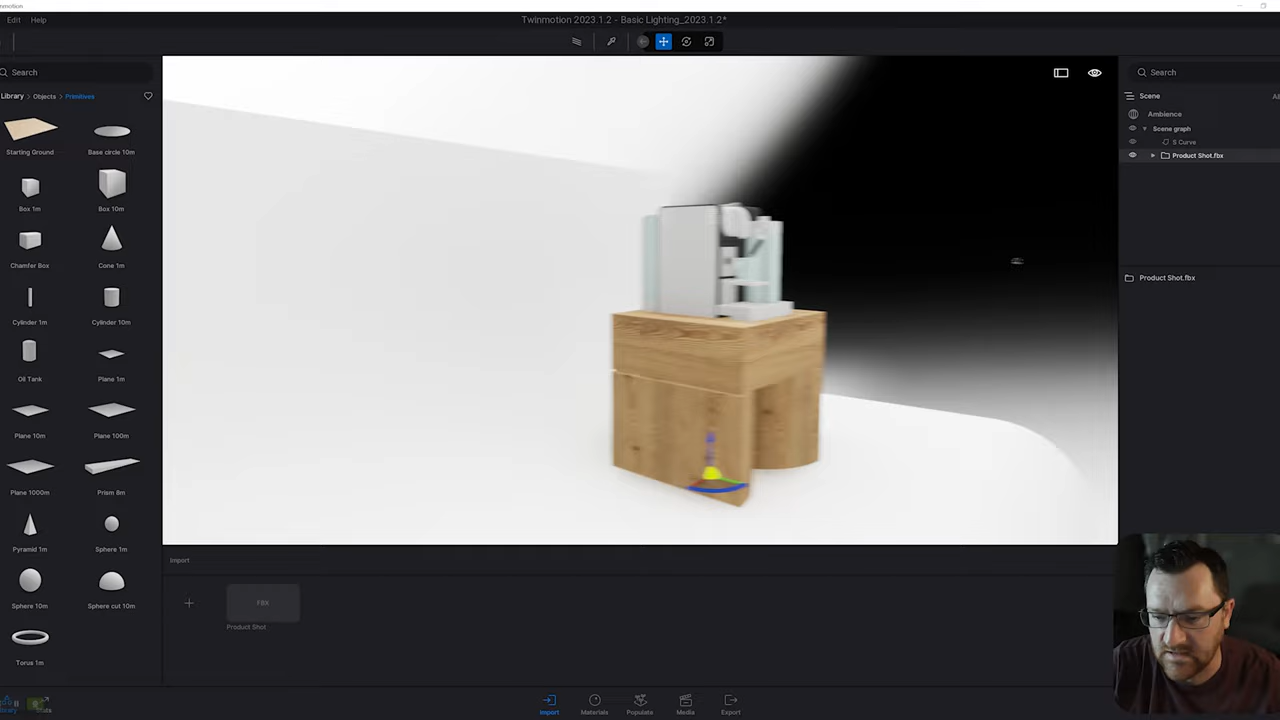 Twinmotion 2023.1.2 - Basic Lighting_2023.1.2*
Edit Help
Search
Library Objects Primitives
Starting Ground Base circle 10m
Box 1m Box 10m
Chamfer Box Cone 1m
Cylinder 1m Cylinder 10m
Oil Tank Plane 1m
Plane 10m Plane 100m
Plane 1000m Prism 8m
Pyramid 1m Sphere 1m
Sphere 10m Sphere cut 10m
Torus 1m
Search
Scene
Ambience
Scene graph
S Curve
Product Shot.fbx
Product Shot.fbx
Import
FBX
Product Shot
Import Materials Populate Media Export